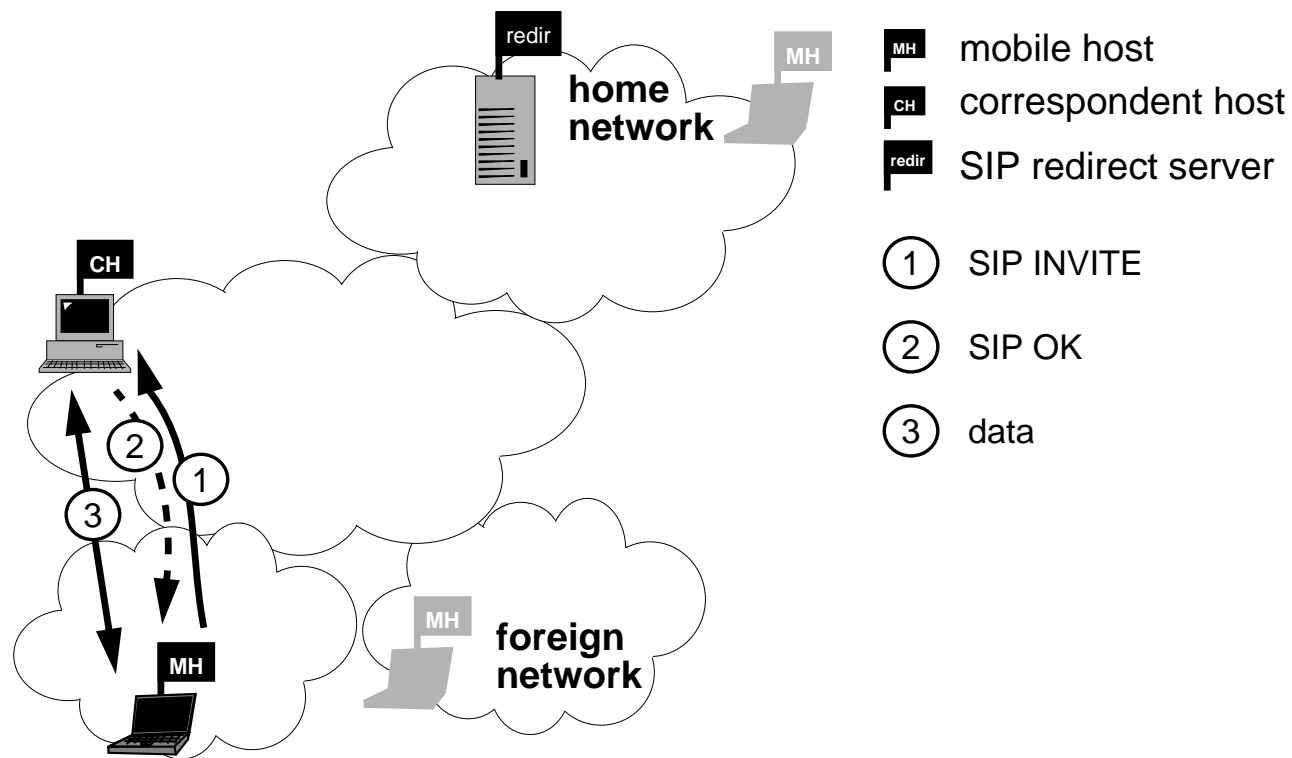 redir
MH
home
network
MH mobile host
CH correspondent host
redir SIP redirect server
CH
1 SIP INVITE
2 SIP OK
3 data
2
1
3
MH
foreign
network
MH